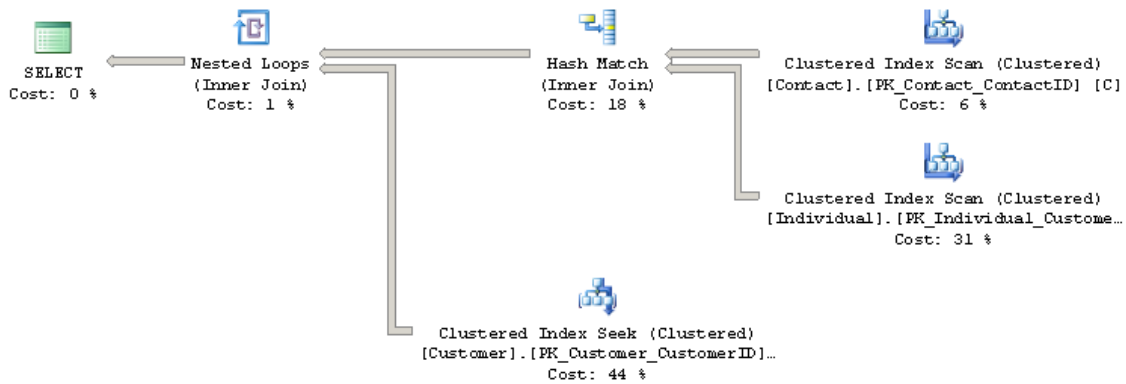 SELECT
Cost: 0 %
Nested Loops
(Inner Join)
Cost: 1 %
Hash Match
(Inner Join)
Cost: 18 %
Clustered Index Scan (Clustered)
[Contact].[PK_Contact_ContactID] [C]
Cost: 6 %
Clustered Index Scan (Clustered)
[Individual].[PK_Individual_Custome…
Cost: 31 %
Clustered Index Seek (Clustered)
[Customer].[PK_Customer_CustomerID]…
Cost: 44 %